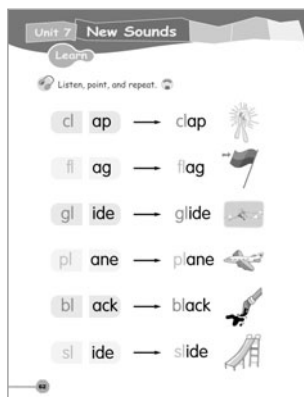 Unit 7 New Sounds
Learn
Listen, point, and repeat.
cl ap clap
fl ag flag
gl ide glide
pl ane plane
bl ack black
sl ide slide
62